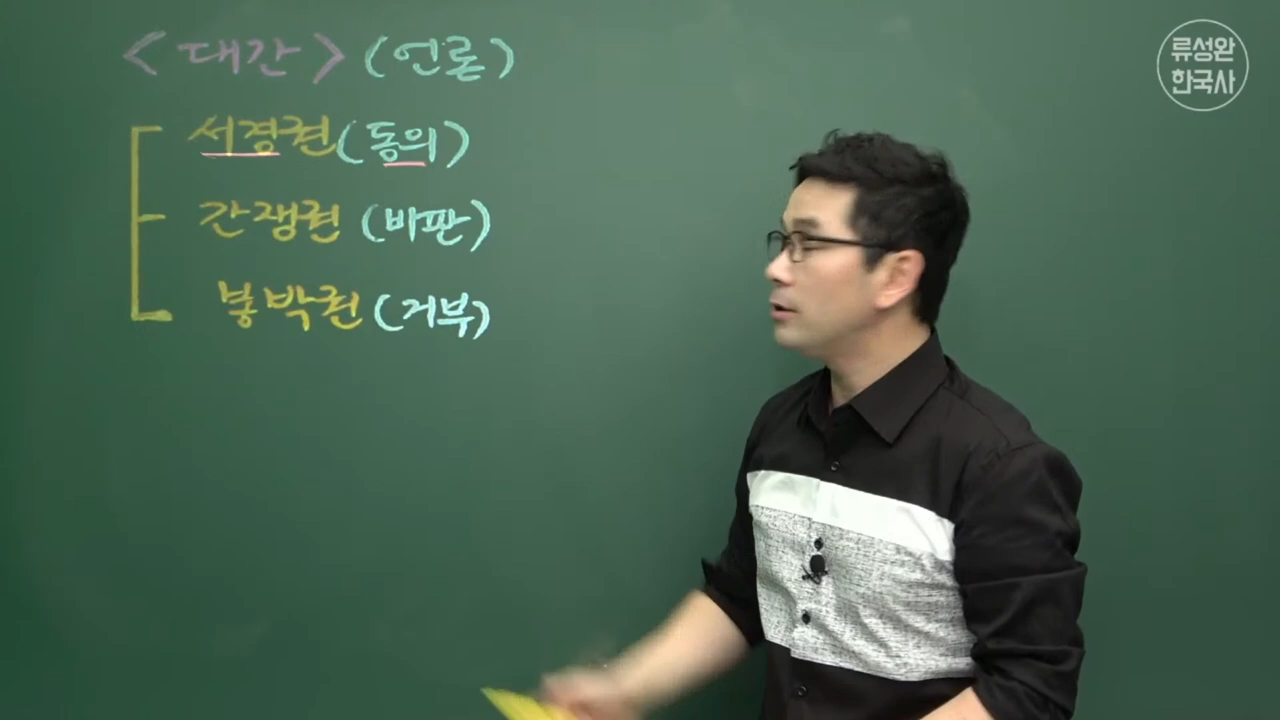 <대간> (언론)
서경권(동의)
간쟁권 (비판)
봉박권 (거부)
류성완
한국사